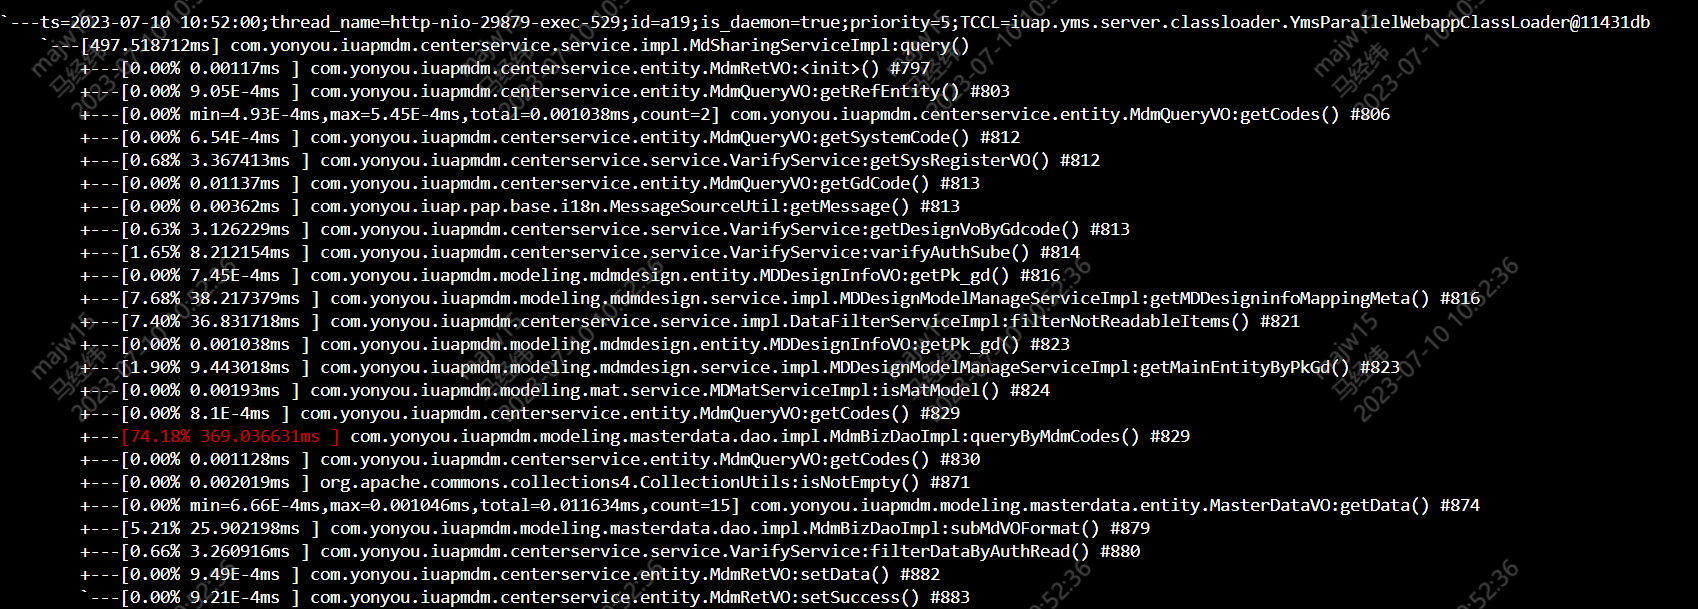 `---ts=2023-07-10 10:52:00;thread_name=http-nio-29879-exec-529;id=a19;is_daemon=true;priority=5;TCCL=iuap.yms.server.classloader.YmsParallelWebappClassLoader@11431db
`---[497.518712ms] com.yonyou.iuapmdm.centerservice.service.impl.MdSharingServiceImpl:query()
+---[0.00% 0.00117ms ] com.yonyou.iuapmdm.centerservice.entity.MdmRetVO:<init>() #797
+---[0.00% 9.05E-4ms ] com.yonyou.iuapmdm.centerservice.entity.MdmQueryVO:getRefEntity() #803
+---[0.00% min=4.93E-4ms,max=5.45E-4ms,total=0.001038ms,count=2] com.yonyou.iuapmdm.centerservice.entity.MdmQueryVO:getCodes() #806
+---[0.00% 6.54E-4ms ] com.yonyou.iuapmdm.centerservice.entity.MdmQueryVO:getSystemCode() #812
+---[0.68% 3.367413ms ] com.yonyou.iuapmdm.centerservice.service.VarifyService:getSysRegisterVO() #812
+---[0.00% 0.01137ms ] com.yonyou.iuapmdm.centerservice.entity.MdmQueryVO:getGdCode() #813
+---[0.00% 0.00362ms ] com.yonyou.iuap.pap.base.i18n.MessageSourceUtil:getMessage() #813
+---[0.63% 3.126229ms ] com.yonyou.iuapmdm.centerservice.service.VarifyService:getDesignVoByGdcode() #813
+---[1.65% 8.212154ms ] com.yonyou.iuapmdm.centerservice.service.VarifyService:varifyAuthSube() #814
+---[0.00% 7.45E-4ms ] com.yonyou.iuapmdm.modeling.mdmdesign.entity.MDDesignInfoVO:getPk_gd() #816
+---[7.68% 38.217379ms ] com.yonyou.iuapmdm.modeling.mdmdesign.service.impl.MDDesignModelManageServiceImpl:getMDDesigninfoMappingMeta() #816
+---[7.40% 36.831718ms ] com.yonyou.iuapmdm.centerservice.service.impl.DataFilterServiceImpl:filterNotReadableItems() #821
+---[0.00% 0.001038ms ] com.yonyou.iuapmdm.modeling.mdmdesign.entity.MDDesignInfoVO:getPk_gd() #823
+---[1.90% 9.443018ms ] com.yonyou.iuapmdm.modeling.mdmdesign.service.impl.MDDesignModelManageServiceImpl:getMainEntityByPkGd() #823
+---[0.00% 0.00193ms ] com.yonyou.iuapmdm.modeling.mat.service.MDMatServiceImpl:isMatModel() #824
+---[0.00% 8.1E-4ms ] com.yonyou.iuapmdm.centerservice.entity.MdmQueryVO:getCodes() #829
+---[74.18% 369.036631ms ] com.yonyou.iuapmdm.modeling.masterdata.dao.impl.MdmBizDaoImpl:queryByMdmCodes() #829
+---[0.00% 0.001128ms ] com.yonyou.iuapmdm.centerservice.entity.MdmQueryVO:getCodes() #830
+---[0.00% 0.002019ms ] org.apache.commons.collections4.CollectionUtils:isNotEmpty() #871
+---[0.00% min=6.66E-4ms,max=0.001046ms,total=0.011634ms,count=15] com.yonyou.iuapmdm.modeling.masterdata.entity.MasterDataVO:getData() #874
+---[5.21% 25.902198ms ] com.yonyou.iuapmdm.modeling.masterdata.dao.impl.MdmBizDaoImpl:subMdVOFormat() #879
+---[0.66% 3.260916ms ] com.yonyou.iuapmdm.centerservice.service.VarifyService:filterDataByAuthRead() #880
+---[0.00% 9.49E-4ms ] com.yonyou.iuapmdm.centerservice.entity.MdmRetVO:setData() #882
`---[0.00% 9.21E-4ms ] com.yonyou.iuapmdm.centerservice.entity.MdmRetVO:setSuccess() #883
majw15
马经纬
2023-07-10 10:52:36